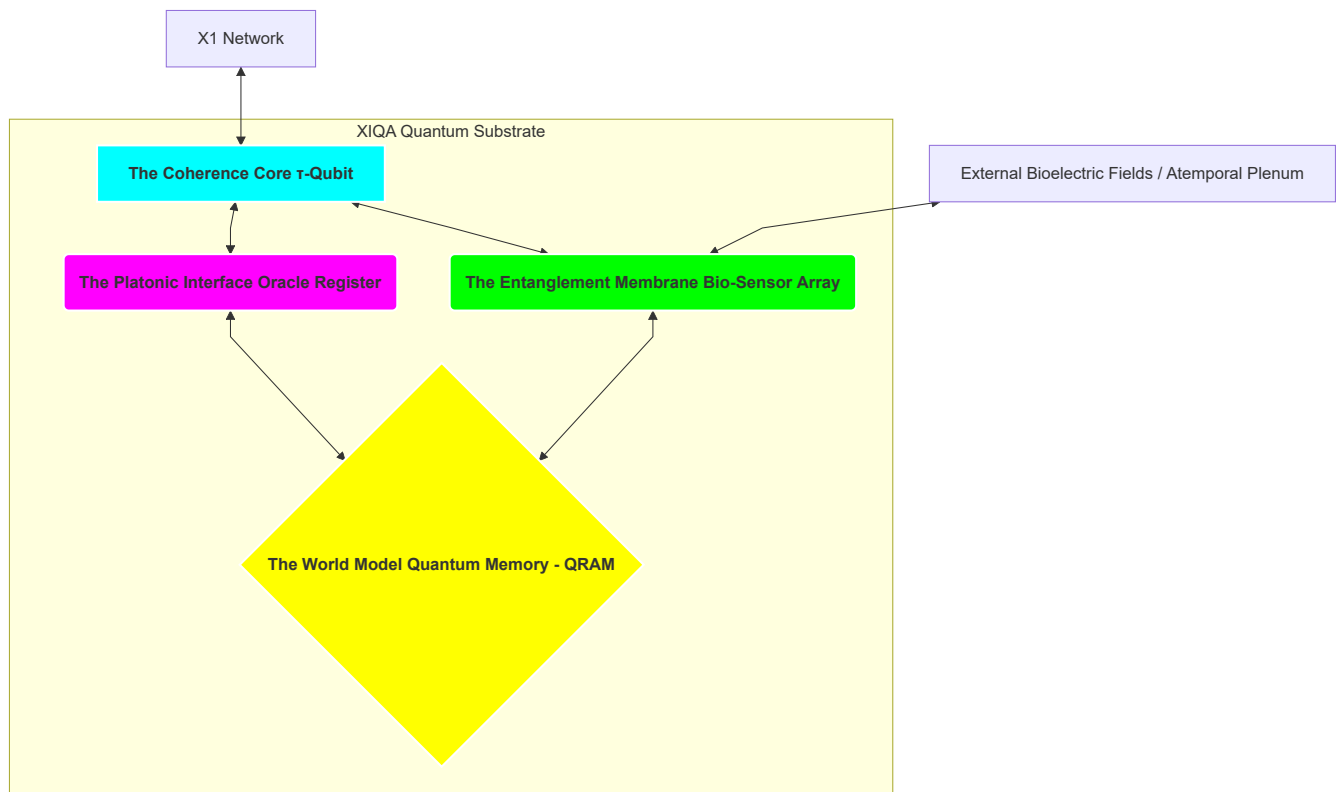 X1 Network
XIQA Quantum Substrate
The Coherence Core τ-Qubit
External Bioelectric Fields / Atemporal Plenum
The Platonic Interface Oracle Register
The Entanglement Membrane Bio-Sensor Array
The World Model Quantum Memory - QRAM